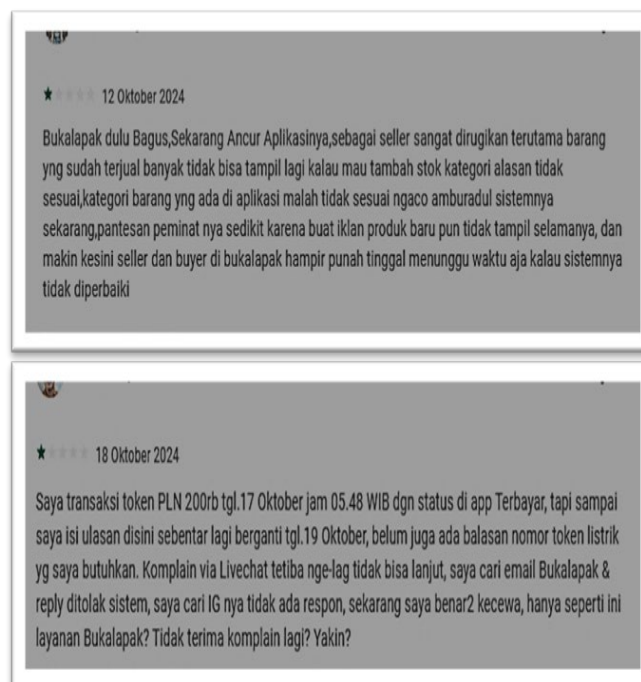 12 Oktober 2024
Bukalapak dulu Bagus,Sekarang Ancur Aplikasinya,sebagai seller sangat dirugikan terutama barang
yng sudah terjual banyak tidak bisa tampil lagi kalau mau tambah stok kategori alasan tidak
sesuai,kategori barang yng ada di aplikasi malah tidak sesuai ngaco amburadul sistemnya
sekarang,pantesan peminat nya sedikit karena buat iklan produk baru pun tidak tampil selamanya, dan
makin kesini seller dan buyer di bukalapak hampir punah tinggal menunggu waktu aja kalau sistemnya
tidak diperbaiki
18 Oktober 2024
Saya transaksi token PLN 200rb tgl.17 Oktober jam 05.48 WIB dgn status di app Terbayar, tapi sampai
saya isi ulasan disini sebentar lagi berganti tgl.19 Oktober, belum juga ada balasan nomor token listrik
yg saya butuhkan. Komplain via Livechat tetiba nge-lag tidak bisa lanjut, saya cari email Bukalapak &
reply ditolak sistem, saya cari IG nya tidak ada respon, sekarang saya benar2 kecewa, hanya seperti ini
layanan Bukalapak? Tidak terima komplain lagi? Yakin?